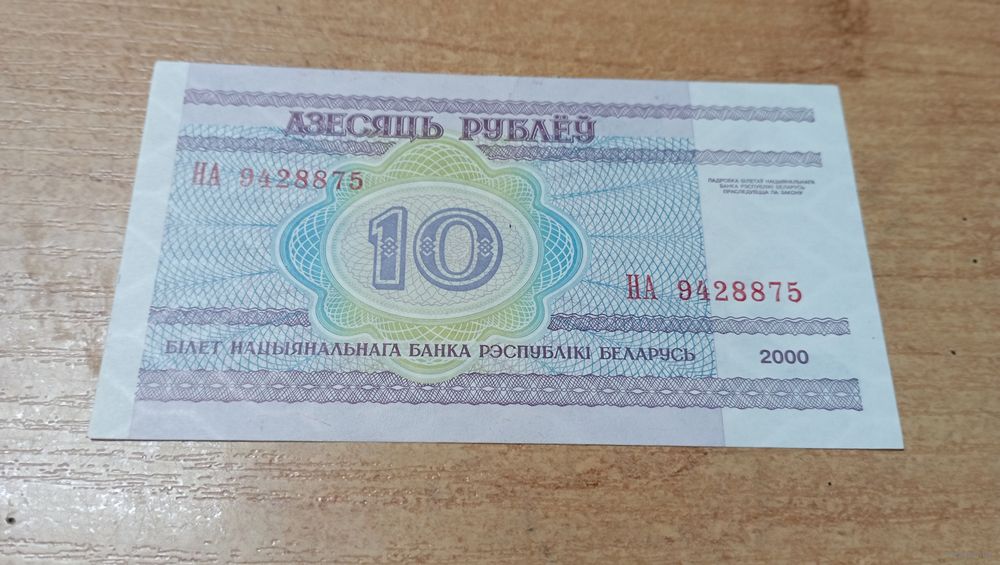 ДЗЕСЯЦЬ РУБЛЁЎ
НА 9428875
ПАДРОБКА БІЛЕТАЎ НАЦЫЯНАЛЬНАГА
БАНКА РЭСПУБЛІКІ БЕЛАРУСЬ
ПРАСЛЕДУЕЦЦА ПА ЗАКОНУ
10
НА 9428875
БІЛЕТ НАЦЫЯНАЛЬНАГА БАНКА РЭСПУБЛІКІ БЕЛАРУСЬ 2000